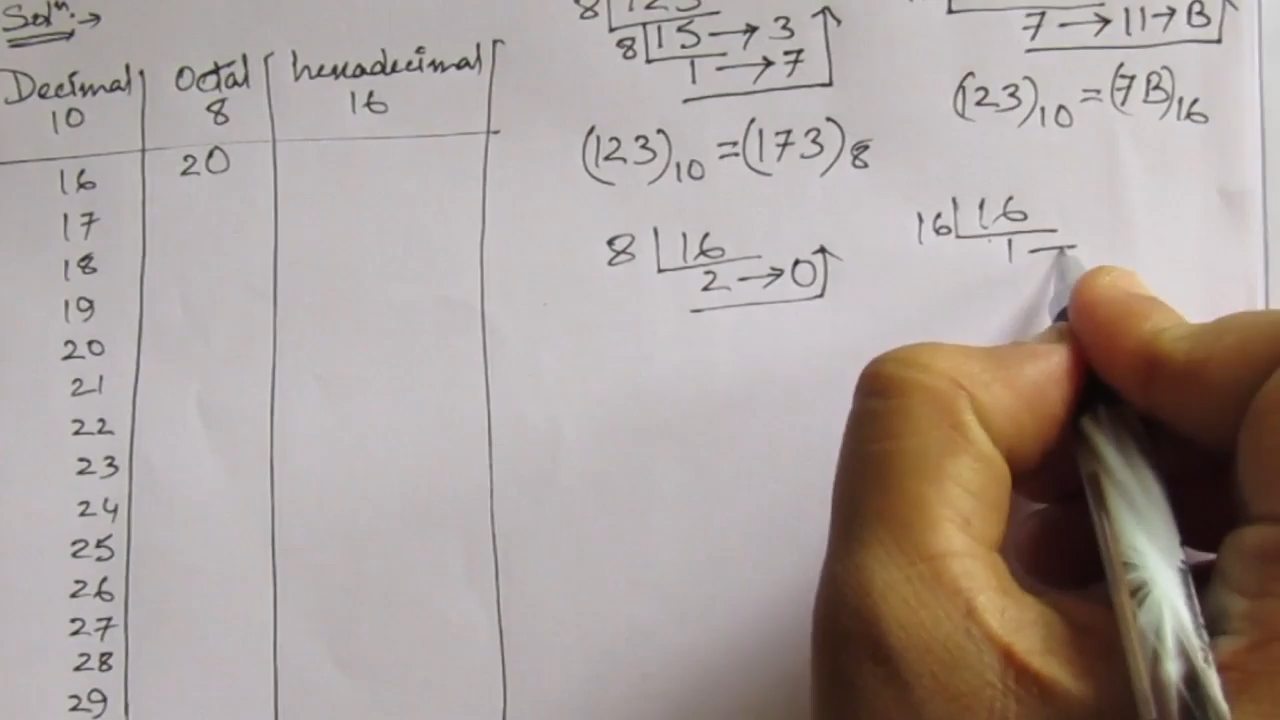 Solⁿ.→
Decimal Octal hexadecimal
10 8 16
16 20
17
18
19
20
21
22
23
24
25
26
27
28
29
8 123
8 15 → 3
1 → 7
(123)₁₀ = (173)₈
8 16
2 → 0
7 → 11 → B
(123)₁₀ = (7B)₁₆
16 16
1 —